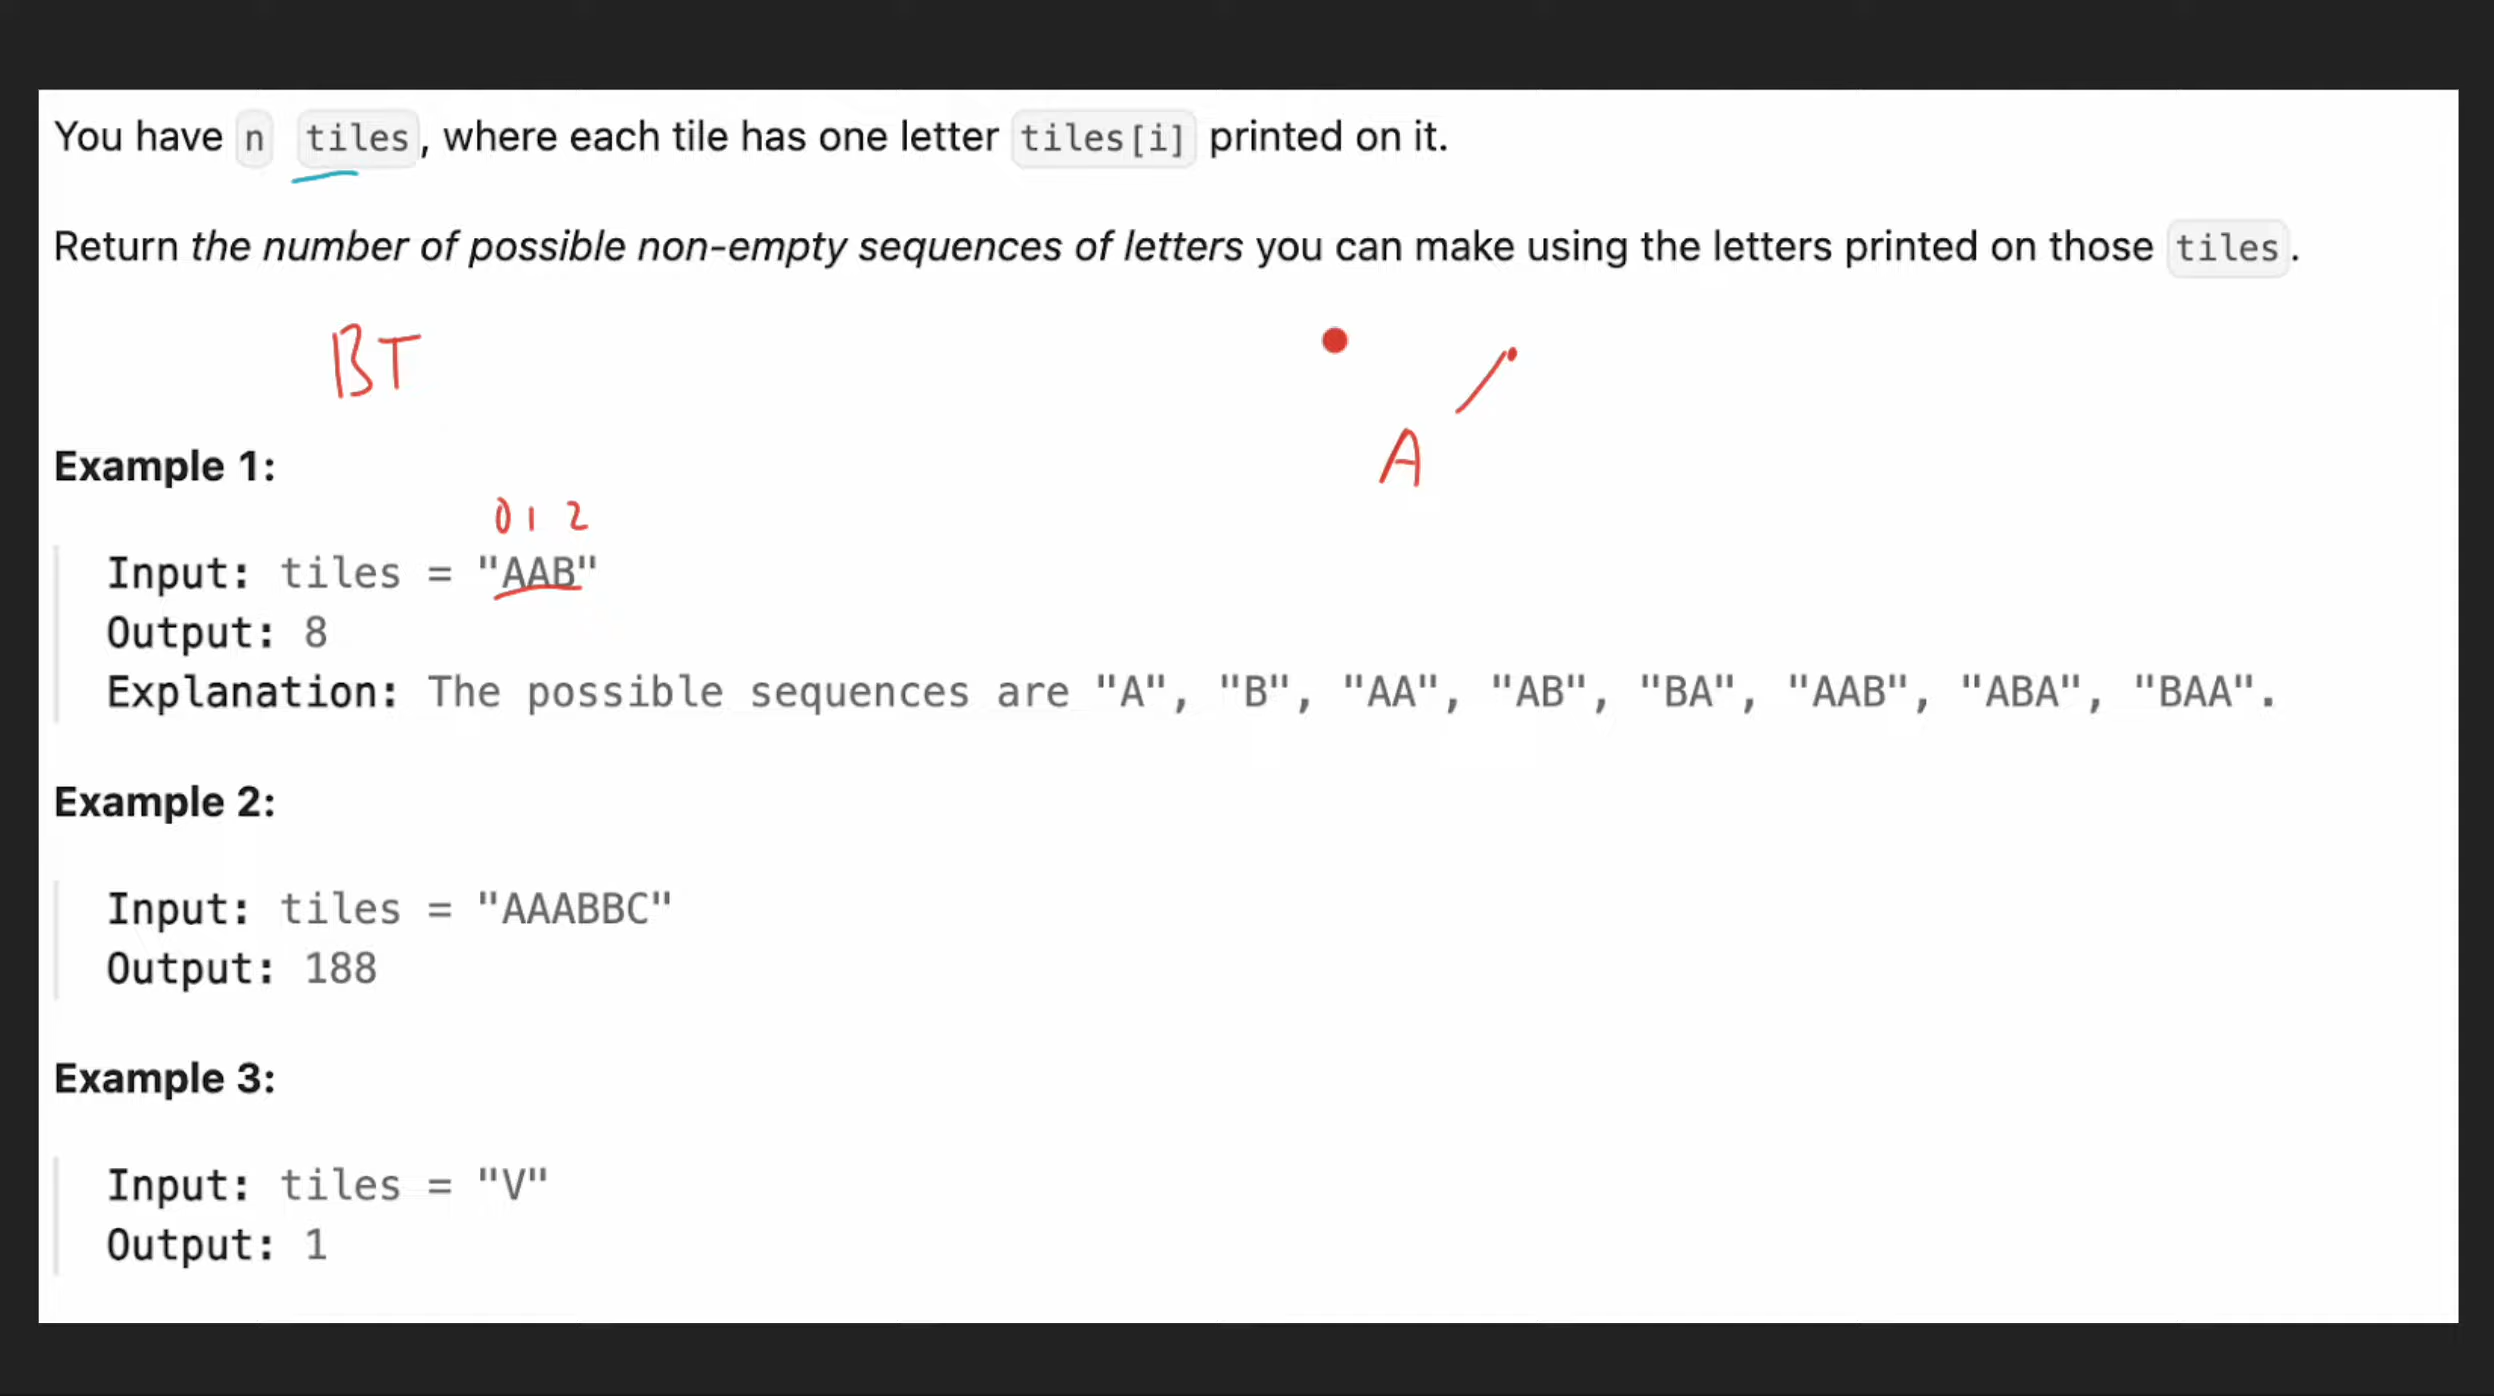 You have n tiles, where each tile has one letter tiles[i] printed on it.
Return the number of possible non-empty sequences of letters you can make using the letters printed on those tiles.
BT
A
Example 1:
0 1 2
Input: tiles = "AAB"
Output: 8
Explanation: The possible sequences are "A", "B", "AA", "AB", "BA", "AAB", "ABA", "BAA".
Example 2:
Input: tiles = "AAABBC"
Output: 188
Example 3:
Input: tiles = "V"
Output: 1